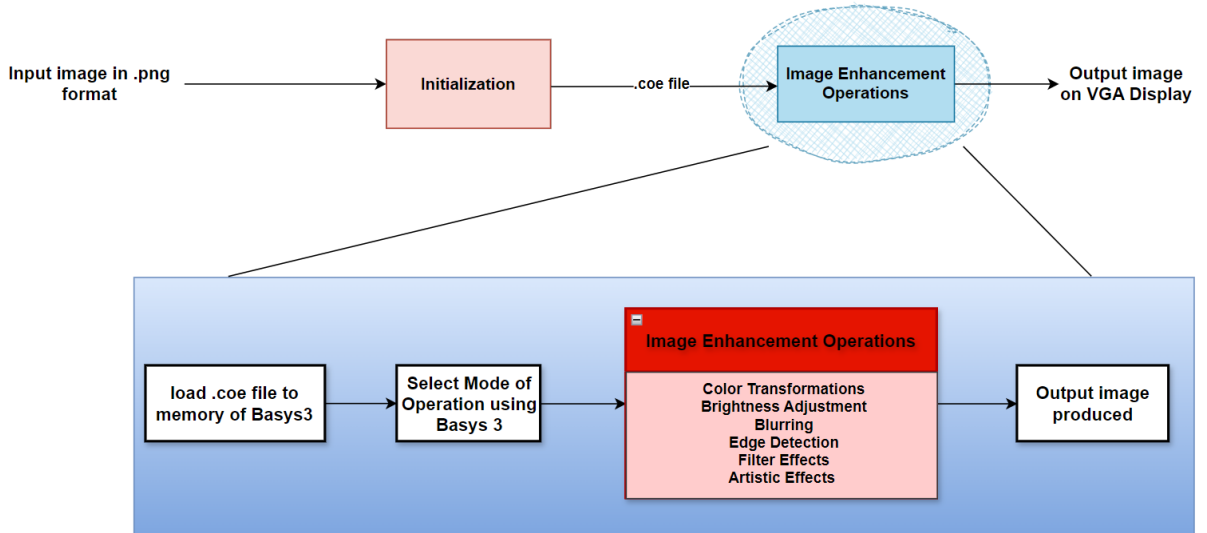 Input image in .png
format
Initialization
.coe file
Image Enhancement
Operations
Output image
on VGA Display
load .coe file to
memory of Basys3
Select Mode of
Operation using
Basys 3
Image Enhancement Operations
Color Transformations
Brightness Adjustment
Blurring
Edge Detection
Filter Effects
Artistic Effects
Output image
produced